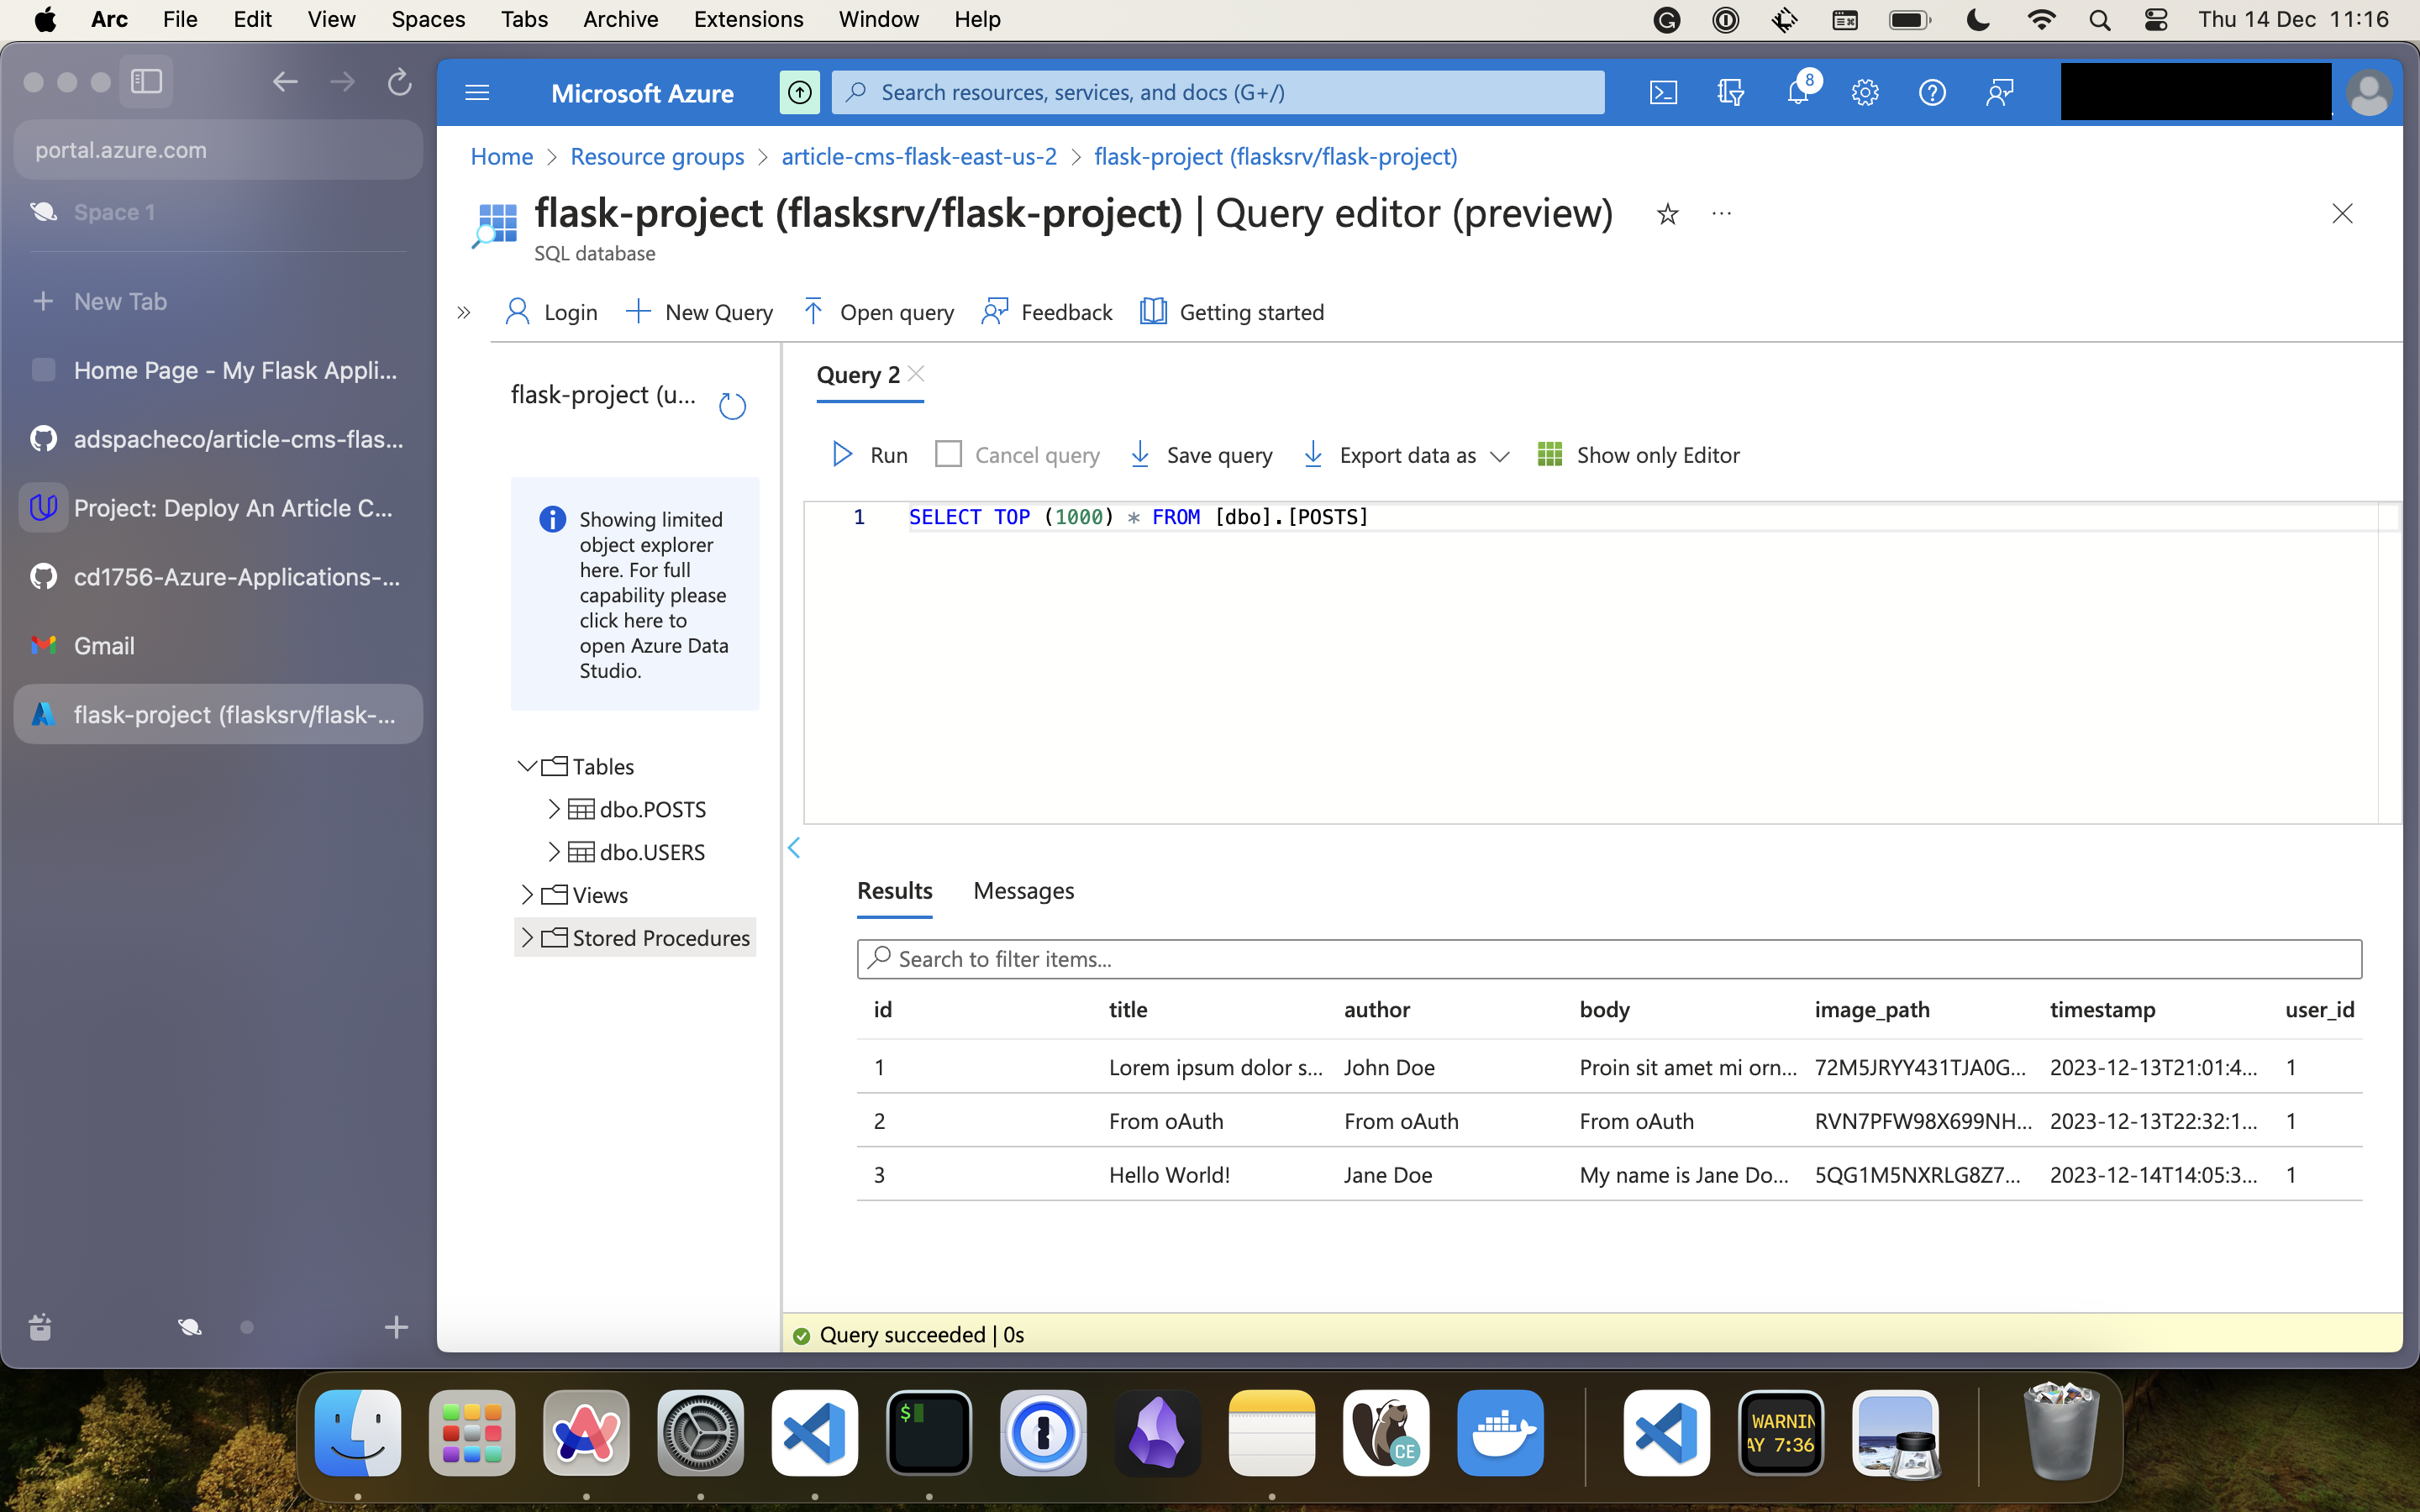 Arc File Edit View Spaces Tabs Archive Extensions Window Help Thu 14 Dec 11:16
portal.azure.com
Space 1
New Tab
Home Page - My Flask Appli...
adspacheco/article-cms-flas...
Project: Deploy An Article C...
cd1756-Azure-Applications-...
Gmail
flask-project (flasksrv/flask-...
Microsoft Azure
Search resources, services, and docs (G+/)
8
Home > Resource groups > article-cms-flask-east-us-2 > flask-project (flasksrv/flask-project)
flask-project (flasksrv/flask-project) | Query editor (preview)
SQL database
Login New Query Open query Feedback Getting started
flask-project (u...
Showing limited
object explorer
here. For full
capability please
click here to
open Azure Data
Studio.
Tables
dbo.POSTS
dbo.USERS
Views
Stored Procedures
Query 2
Run Cancel query Save query Export data as Show only Editor
1 SELECT TOP (1000) * FROM [dbo].[POSTS]
Results Messages
Search to filter items...
id title author body image_path timestamp user_id
1 Lorem ipsum dolor s... John Doe Proin sit amet mi orn... 72M5JRYY431TJA0G... 2023-12-13T21:01:4... 1
2 From oAuth From oAuth From oAuth RVN7PFW98X699NH... 2023-12-13T22:32:1... 1
3 Hello World! Jane Doe My name is Jane Do... 5QG1M5NXRLG8Z7... 2023-12-14T14:05:3... 1
Query succeeded | 0s
$
CE
WARNIN
AY 7:36